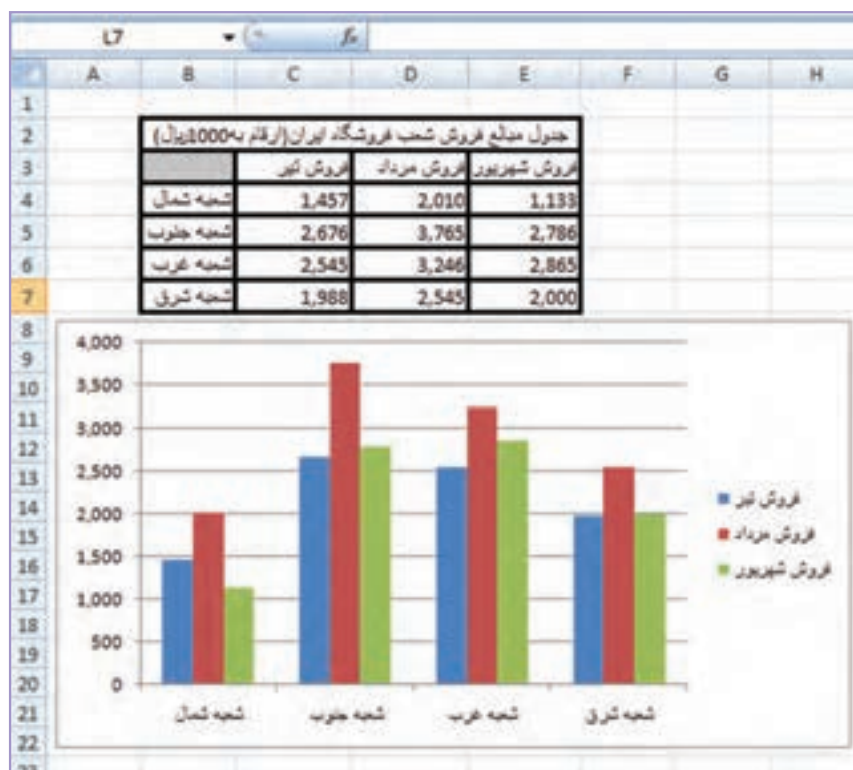 L7
fx
A B C D E F G H
1
2 جدول مبالغ فروش شعب فروشگاه ایران(ارقام به1000ریال)
3 فروش تیر فروش مرداد فروش شهریور
4 شعبه شمال 1,457 2,010 1,133
5 شعبه جنوب 2,676 3,765 2,786
6 شعبه غرب 2,545 3,246 2,865
7 شعبه شرق 1,988 2,545 2,000
8
9 4,000
10 3,500
11 3,000
12 2,500
13 2,000
14 1,500
15 1,000
16 500
17 0
18
19
20
21
22
23
شعبه شمال شعبه جنوب شعبه غرب شعبه شرق
فروش تیر
فروش مرداد
فروش شهریور